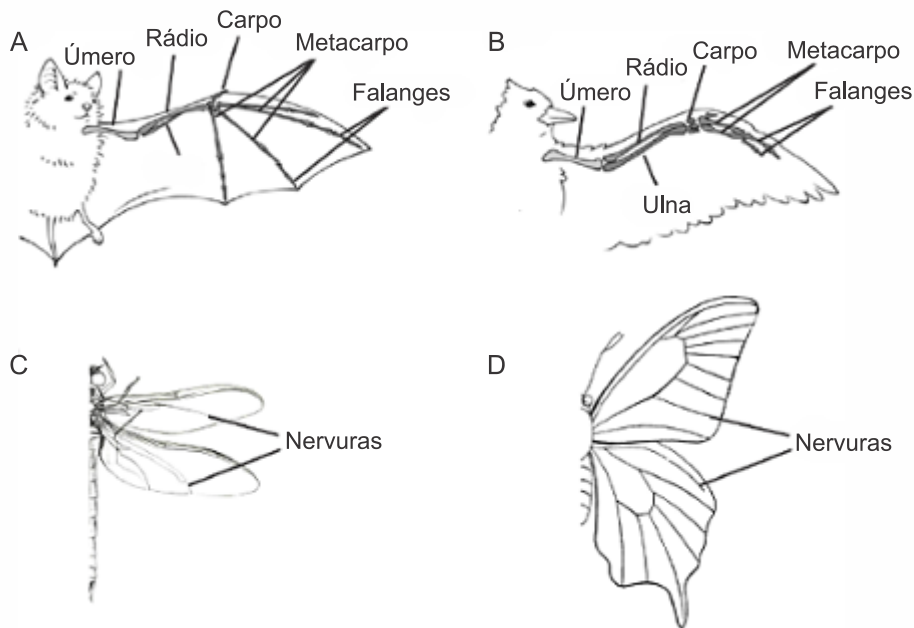 A
Úmero
Rádio
Carpo
Metacarpo
Falanges
B
Úmero
Rádio
Carpo
Metacarpo
Falanges
Ulna
C
Nervuras
D
Nervuras